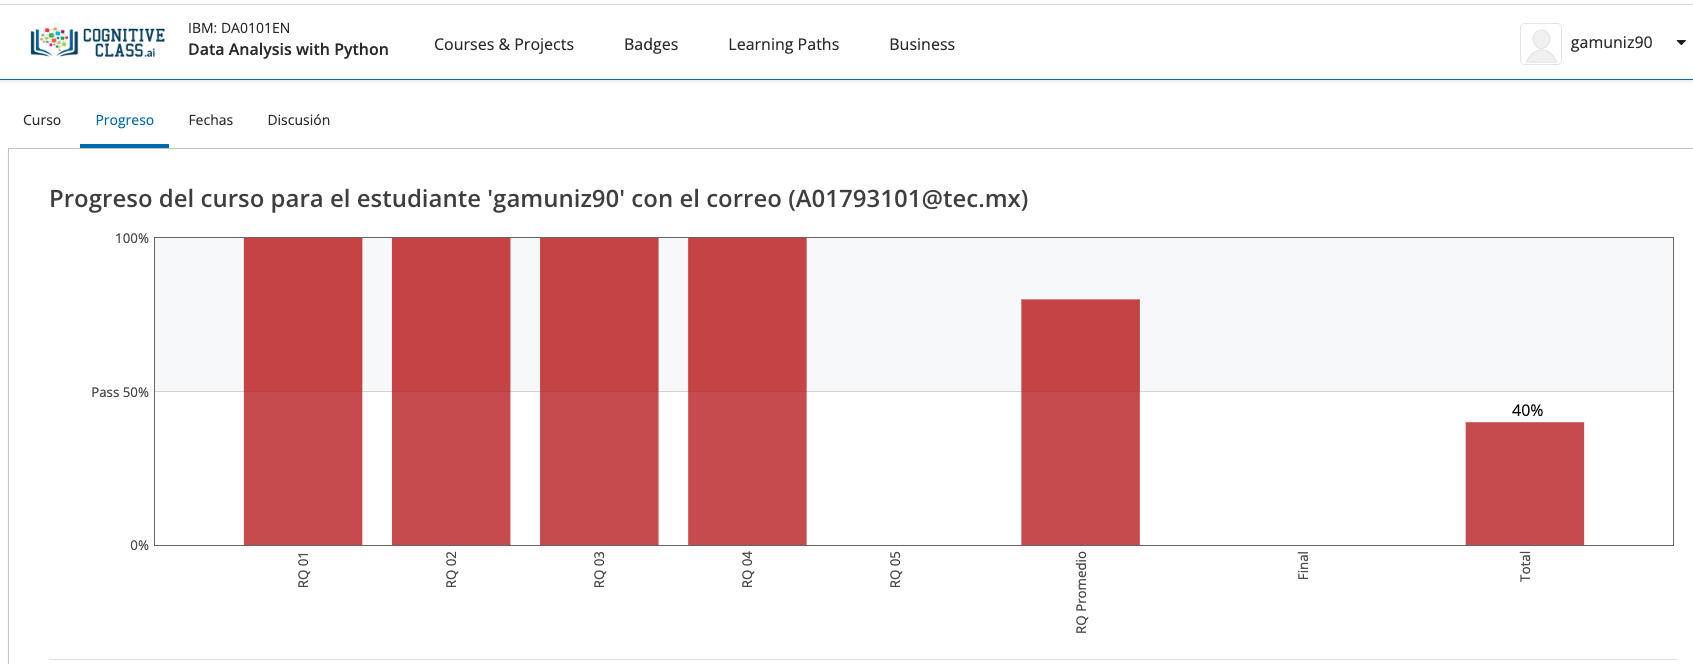 COGNITIVE
CLASS.ai
IBM: DA0101EN
Data Analysis with Python
Courses & Projects
Badges
Learning Paths
Business
gamuniz90
Curso
Progreso
Fechas
Discusión
Progreso del curso para el estudiante 'gamuniz90' con el correo (A01793101@tec.mx)
100%
Pass 50%
0%
40%
RQ 01
RQ 02
RQ 03
RQ 04
RQ 05
RQ Promedio
Final
Total